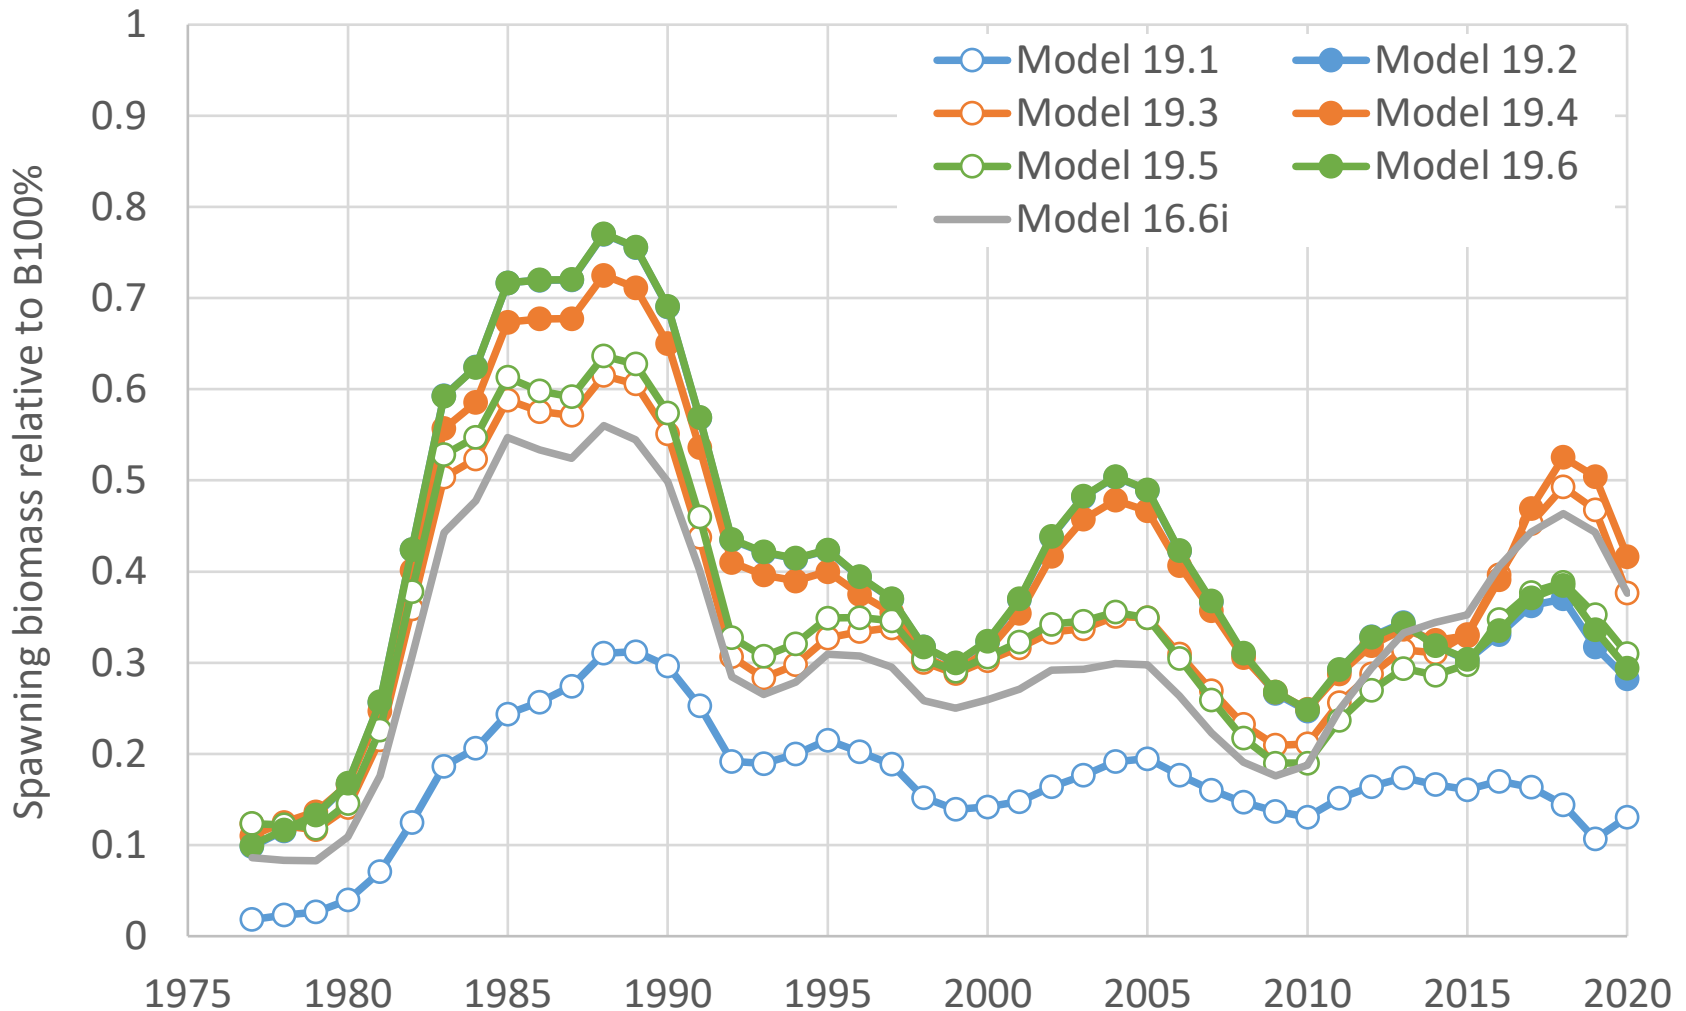 Spawning biomass relative to B100%
1
0.9
0.8
0.7
0.6
0.5
0.4
0.3
0.2
0.1
0
Model 19.1 Model 19.2
Model 19.3 Model 19.4
Model 19.5 Model 19.6
Model 16.6i
1975 1980 1985 1990 1995 2000 2005 2010 2015 2020